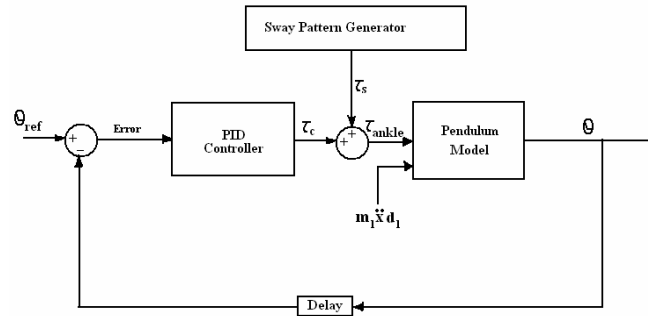 Sway Pattern Generator
τs
θref
+
−
Error
PID
Controller
τc
+
+
τankle
Pendulum
Model
θ
m1ẍd1
Delay